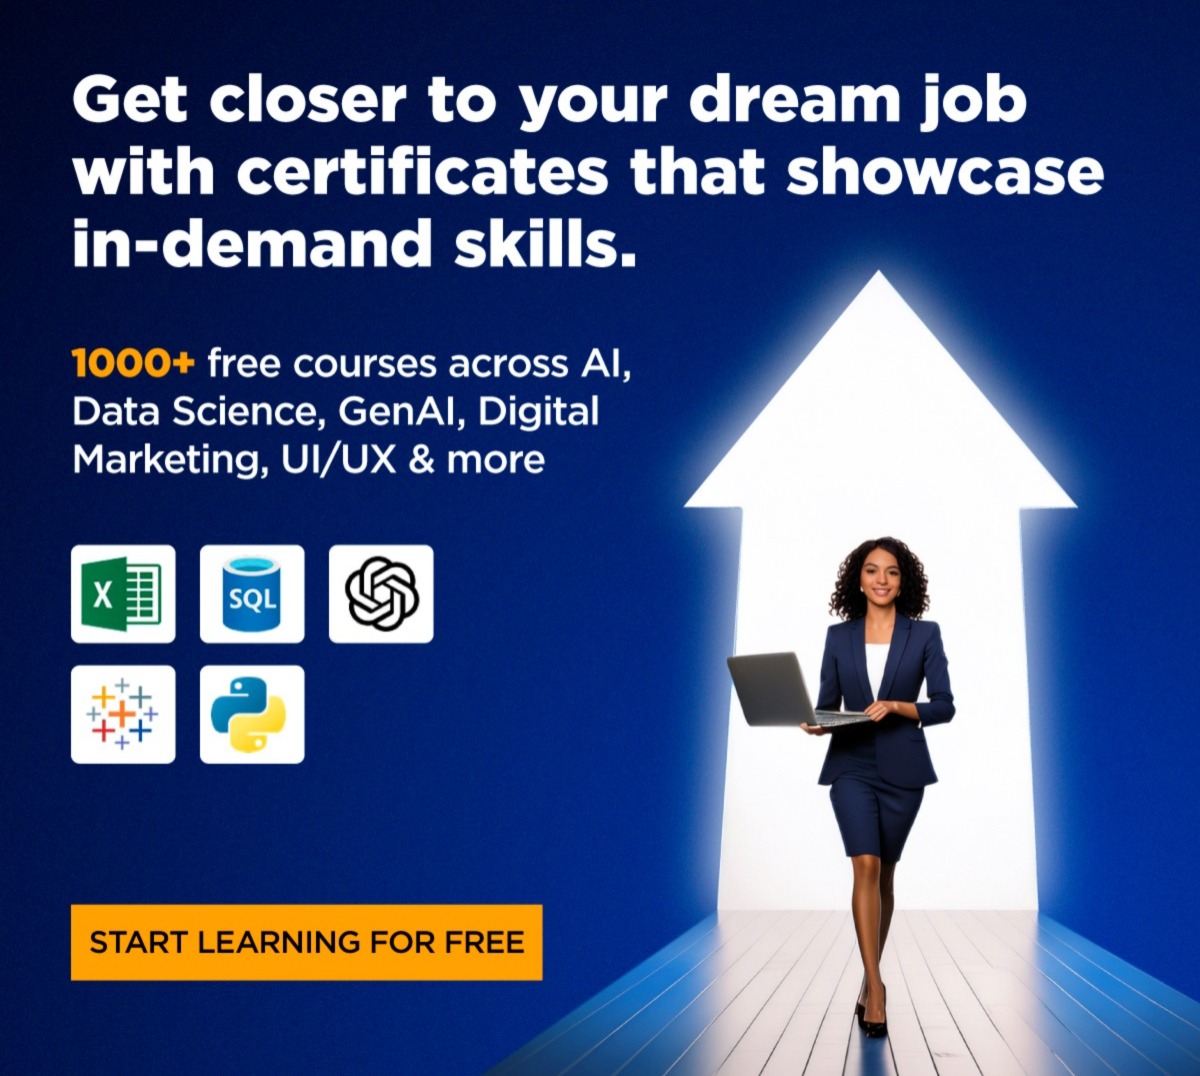 Get closer to your dream job
with certificates that showcase
in-demand skills.
1000+ free courses across AI,
Data Science, GenAI, Digital
Marketing, UI/UX & more
X
SQL
START LEARNING FOR FREE